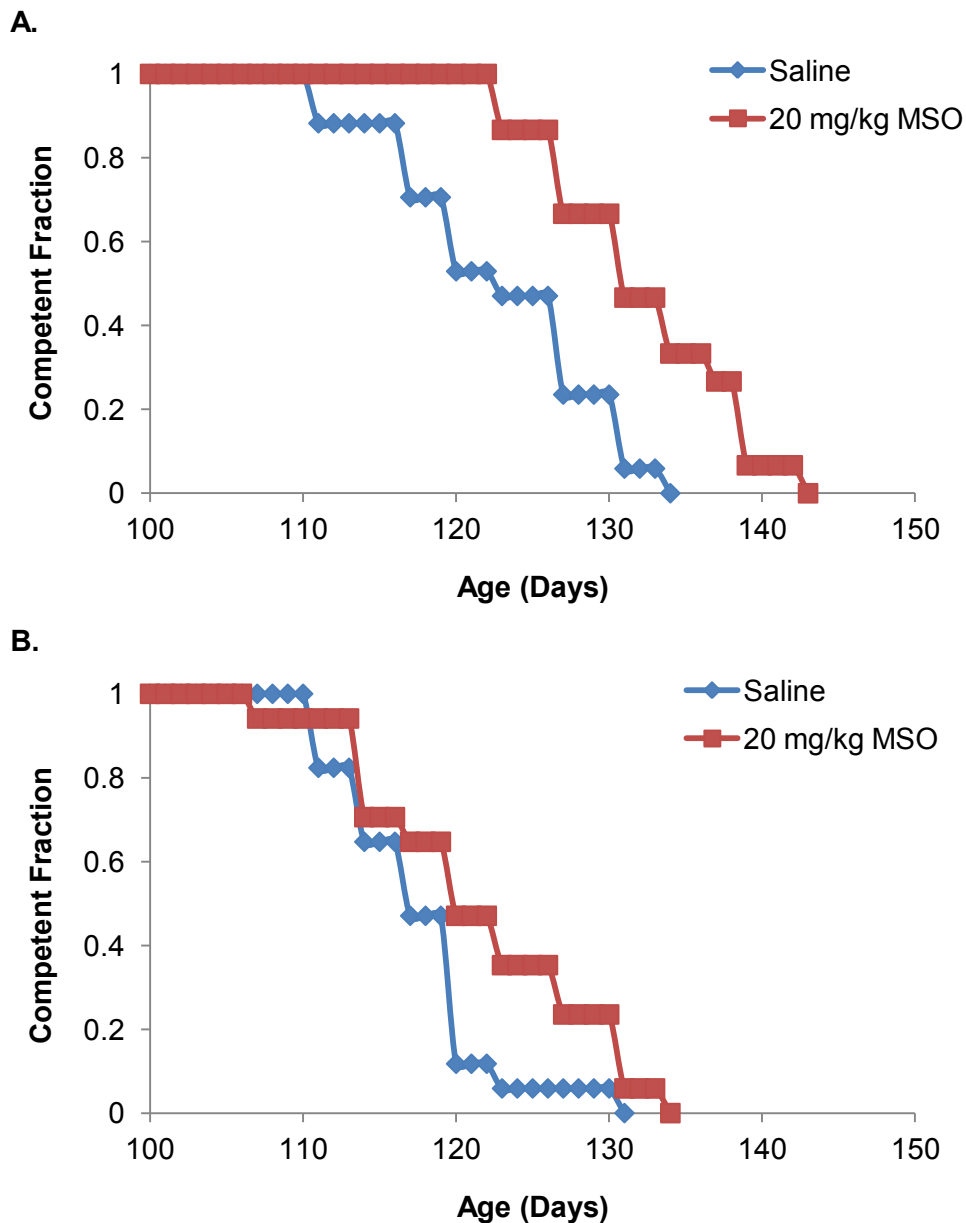 A.
Saline
20 mg/kg MSO
1
0.8
0.6
0.4
0.2
0
Competent Fraction
100 110 120 130 140 150
Age (Days)
B.
Saline
20 mg/kg MSO
1
0.8
0.6
0.4
0.2
0
Competent Fraction
100 110 120 130 140 150
Age (Days)